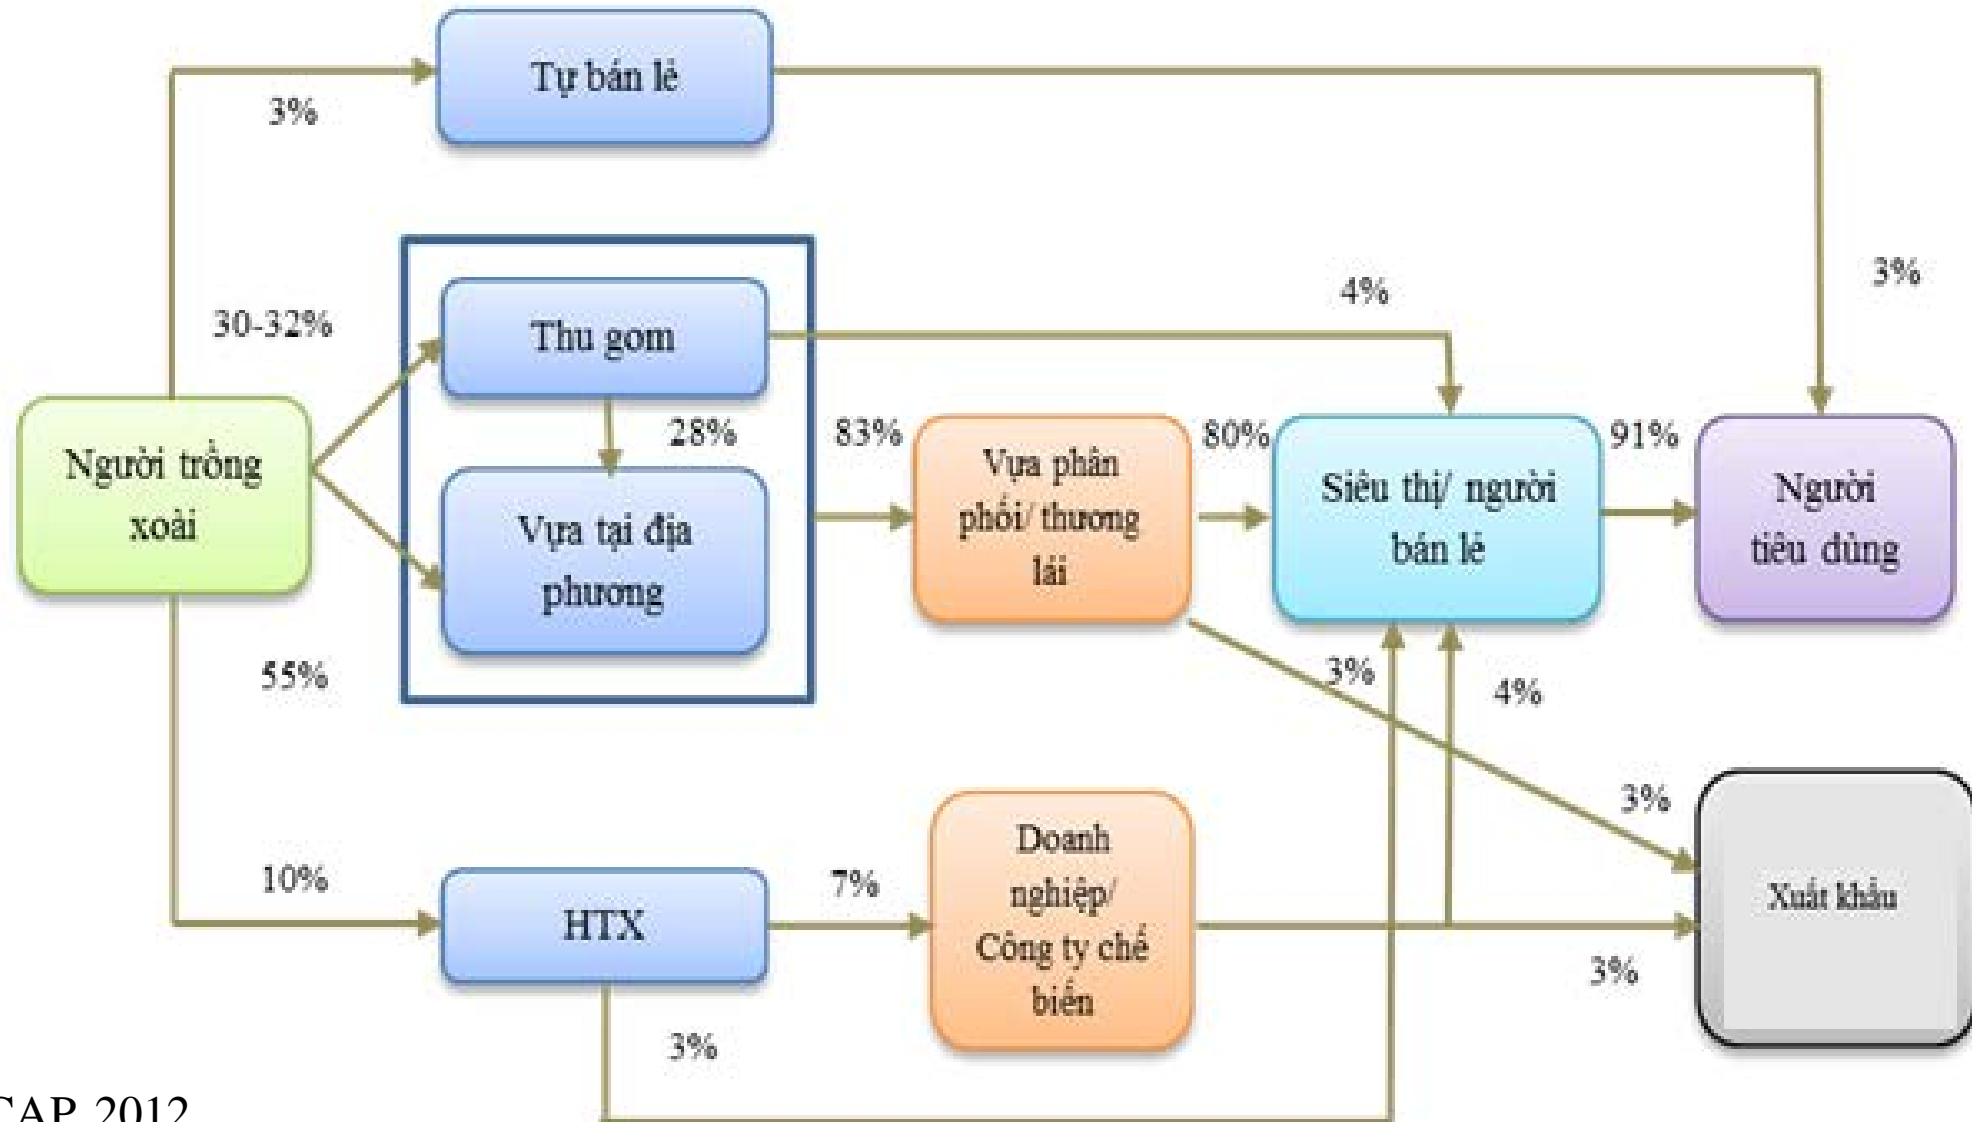 Tự bán lẻ
3%
3%
30-32%
4%
Thu gom
28%
83%
80%
91%
Người trồng
xoài
Vựa tại địa
phương
Vựa phân
phối/ thương
lái
Siêu thị/ người
bán lẻ
Người
tiêu dùng
55%
3%
4%
3%
10%
HTX
7%
Doanh
nghiệp/
Công ty chế
biến
Xuất khẩu
3%
3%
CAP, 2012